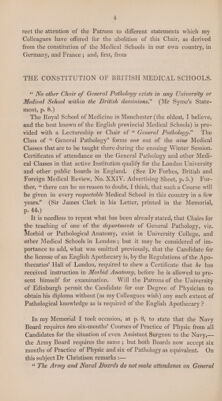 4
rect the attention of the Patrons to different statements which my
Colleagues have offered for the abolition of this Chair, as derived
from the constitution of the Medical Schools in our own country, in
Germany, and France; and, first, from
THE CONSTITUTION OF BRITISH MEDICAL SCHOOLS.
" No other Chair of General Pathology exists in any University or
Medical School within the British dominions." (Mr Syme's State-
ment, p. 8.)
The Royal School of Medicine in Manchester (the oldest, I believe,
and the best known of the English provincial Medical Schools) is pro-
vided with a Lectureship or Chair of " General Pathology." The
Class of " General Pathology" forms one out of the nine Medical
Classes that are to be taught there during the ensuing Winter Session.
Certificates of attendance on the General Pathology and other Medi-
cal Classes in that active Institution qualify for the London University
and other public boards in England. (See Dr Forbes, British and
Foreign Medical Review, No. XXIV. Advertising Sheet, p. 5.) Fur-
ther, "there can be no reason to doubt, I think, that such a Course will
be given in every respectable Medical School in this country in a few
years." (Sir James Clark in his Letter, printed in the Memorial,
p. 44.)
It is needless to repeat what has been already stated, that Chairs for
the teaching of one of the departments of General Pathology, viz.
Morbid or Pathological Anatomy, exist in University College, and
other Medical Schools in London; but it may be considered of im-
portance to add, what was omitted previously, that the Candidate for
the license of an English Apothecary is, by the Regulations of the Apo-
thecaries' Hall of London, required to shew a Certificate that he has
received instruction in Morbid Anatomy, before he is allowed to pre-
sent himself for examination. Will the Patrons of the University
of Edinburgh permit the Candidate for our Degree of Physician to
obtain his diploma without (as my Colleagues wish) any such extent of
Pathological knowledge as is required of the English Apothecary?
In my Memorial I took occasion, at p. 8, to state that the Navy
Board requires two six-months' Courses of Practice of Physic from all
Candidates for the situation of even Assistant Surgeon to the Navy,—
the Army Board requires the same; but both Boards now accept six
months of Practice of Physic and six of Pathology as equivalent. On
this subject Dr Christison remarks:—
" The Army and Naval Boards do not make attendance on General